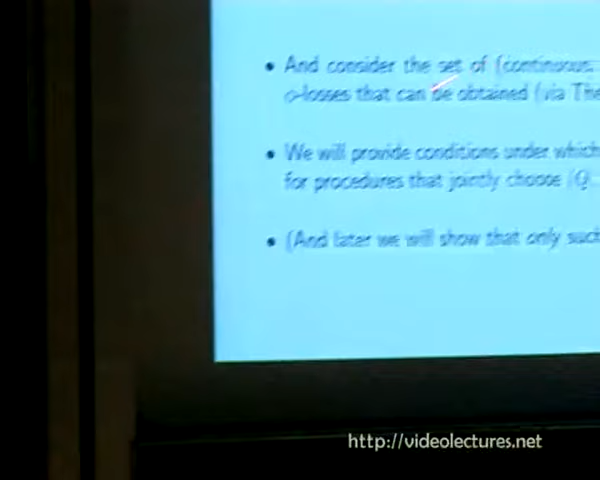 • And consider the set of (continuous,
φ-losses that can be obtained (via The
• We will provide conditions under which
for procedures that jointly choose (Q,
• (And later we will show that only such
http://videolectures.net